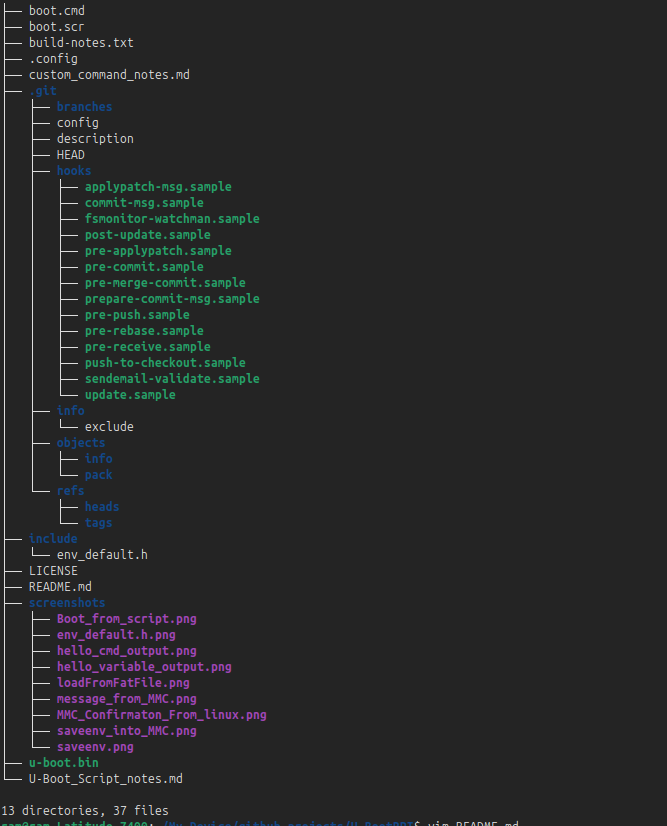 boot.cmd
boot.scr
build-notes.txt
.config
custom_command_notes.md
.git
branches
config
description
HEAD
hooks
applypatch-msg.sample
commit-msg.sample
fsmonitor-watchman.sample
post-update.sample
pre-applypatch.sample
pre-commit.sample
pre-merge-commit.sample
prepare-commit-msg.sample
pre-push.sample
pre-rebase.sample
pre-receive.sample
push-to-checkout.sample
sendemail-validate.sample
update.sample
info
exclude
objects
info
pack
refs
heads
tags
include
env_default.h
LICENSE
README.md
screenshots
Boot_from_script.png
env_default.h.png
hello_cmd_output.png
hello_variable_output.png
loadFromFatFile.png
message_from_MMC.png
MMC_Confirmaton_From_linux.png
saveenv_into_MMC.png
saveenv.png
u-boot.bin
U-Boot_Script_notes.md
13 directories, 37 files
vim README.md